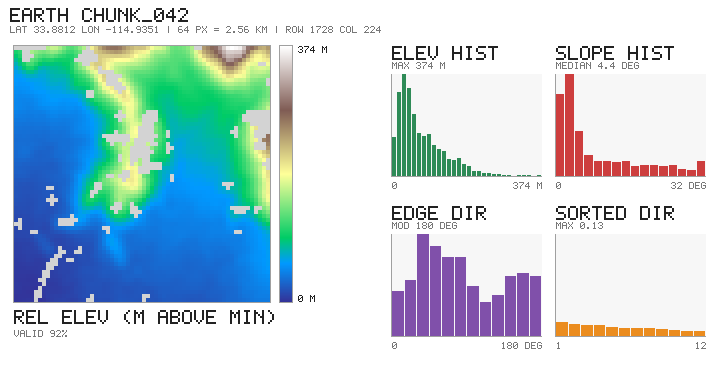 EARTH CHUNK_042
LAT 33.8812 LON -114.9351 | 64 PX = 2.56 KM | ROW 1728 COL 224
374 M
0 M
REL ELEV (M ABOVE MIN)
VALID 92%
ELEV HIST
MAX 374 M
0 374 M
SLOPE HIST
MEDIAN 4.4 DEG
0 32 DEG
EDGE DIR
MOD 180 DEG
0 180 DEG
SORTED DIR
MAX 0.13
1 12